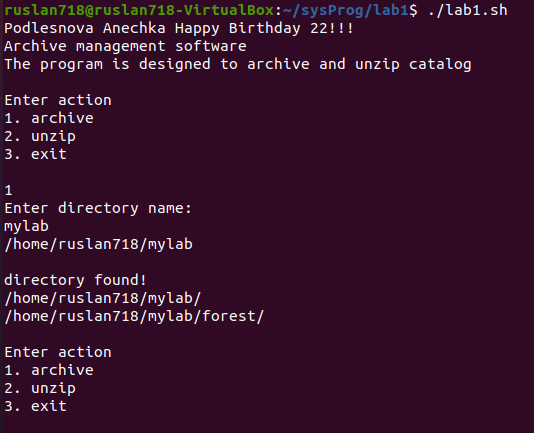 ruslan718@ruslan718-VirtualBox:~/sysProg/lab1$ ./lab1.sh
Podlesnova Anechka Happy Birthday 22!!!
Archive management software
The program is designed to archive and unzip catalog
Enter action
1. archive
2. unzip
3. exit
1
Enter directory name:
mylab
/home/ruslan718/mylab
directory found!
/home/ruslan718/mylab/
/home/ruslan718/mylab/forest/
Enter action
1. archive
2. unzip
3. exit